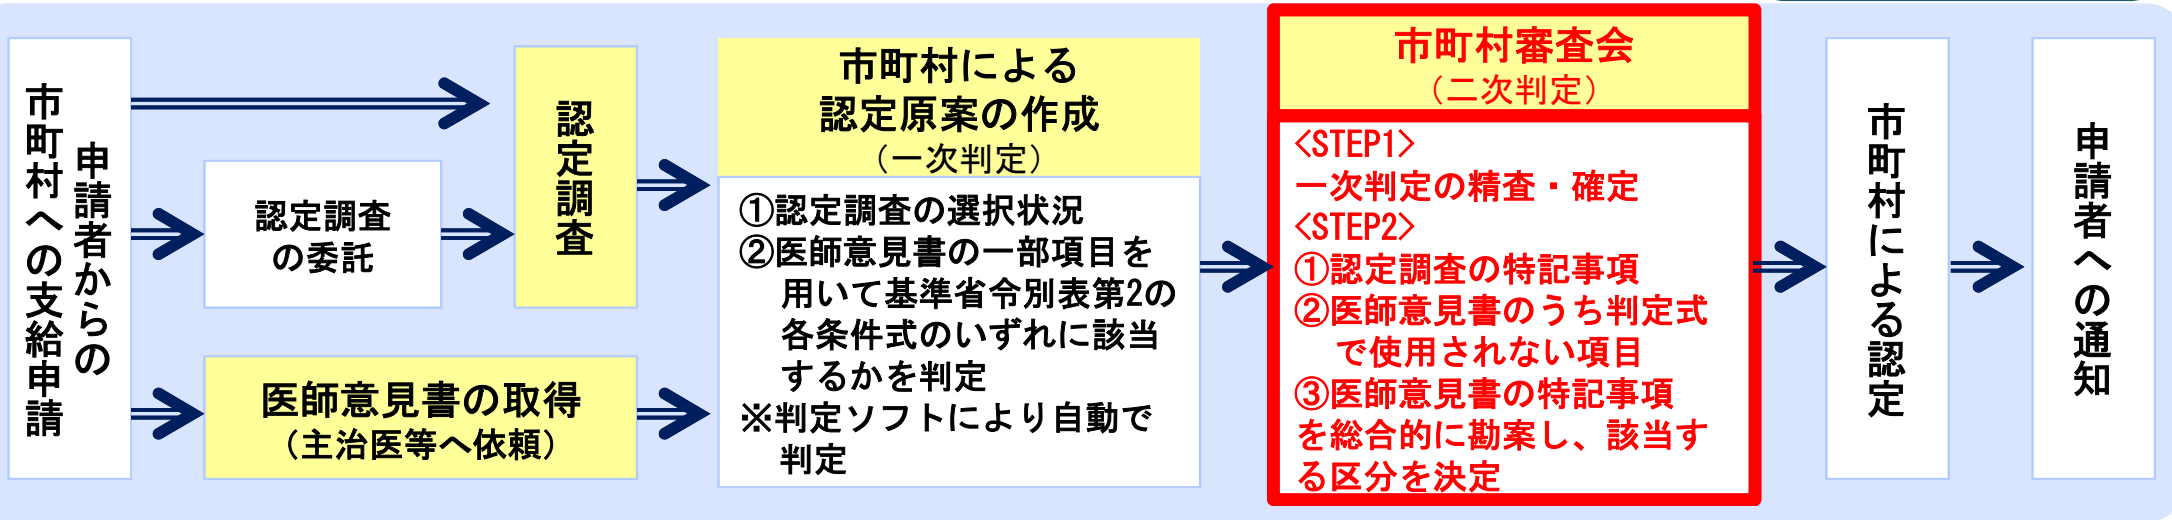 申請者からの
市町村への支給申請
認定調査
の委託
医師意見書の取得
（主治医等へ依頼）
認定調査
市町村による
認定原案の作成
（一次判定）
①認定調査の選択状況
②医師意見書の一部項目を
用いて基準省令別表第2の
各条件式のいずれに該当
するかを判定
※判定ソフトにより自動で
判定
市町村審査会
（二次判定）
<STEP1>
一次判定の精査・確定
<STEP2>
①認定調査の特記事項
②医師意見書のうち判定式
で使用されない項目
③医師意見書の特記事項
を総合的に勘案し、該当す
る区分を決定
市町村による認定
申請者への通知